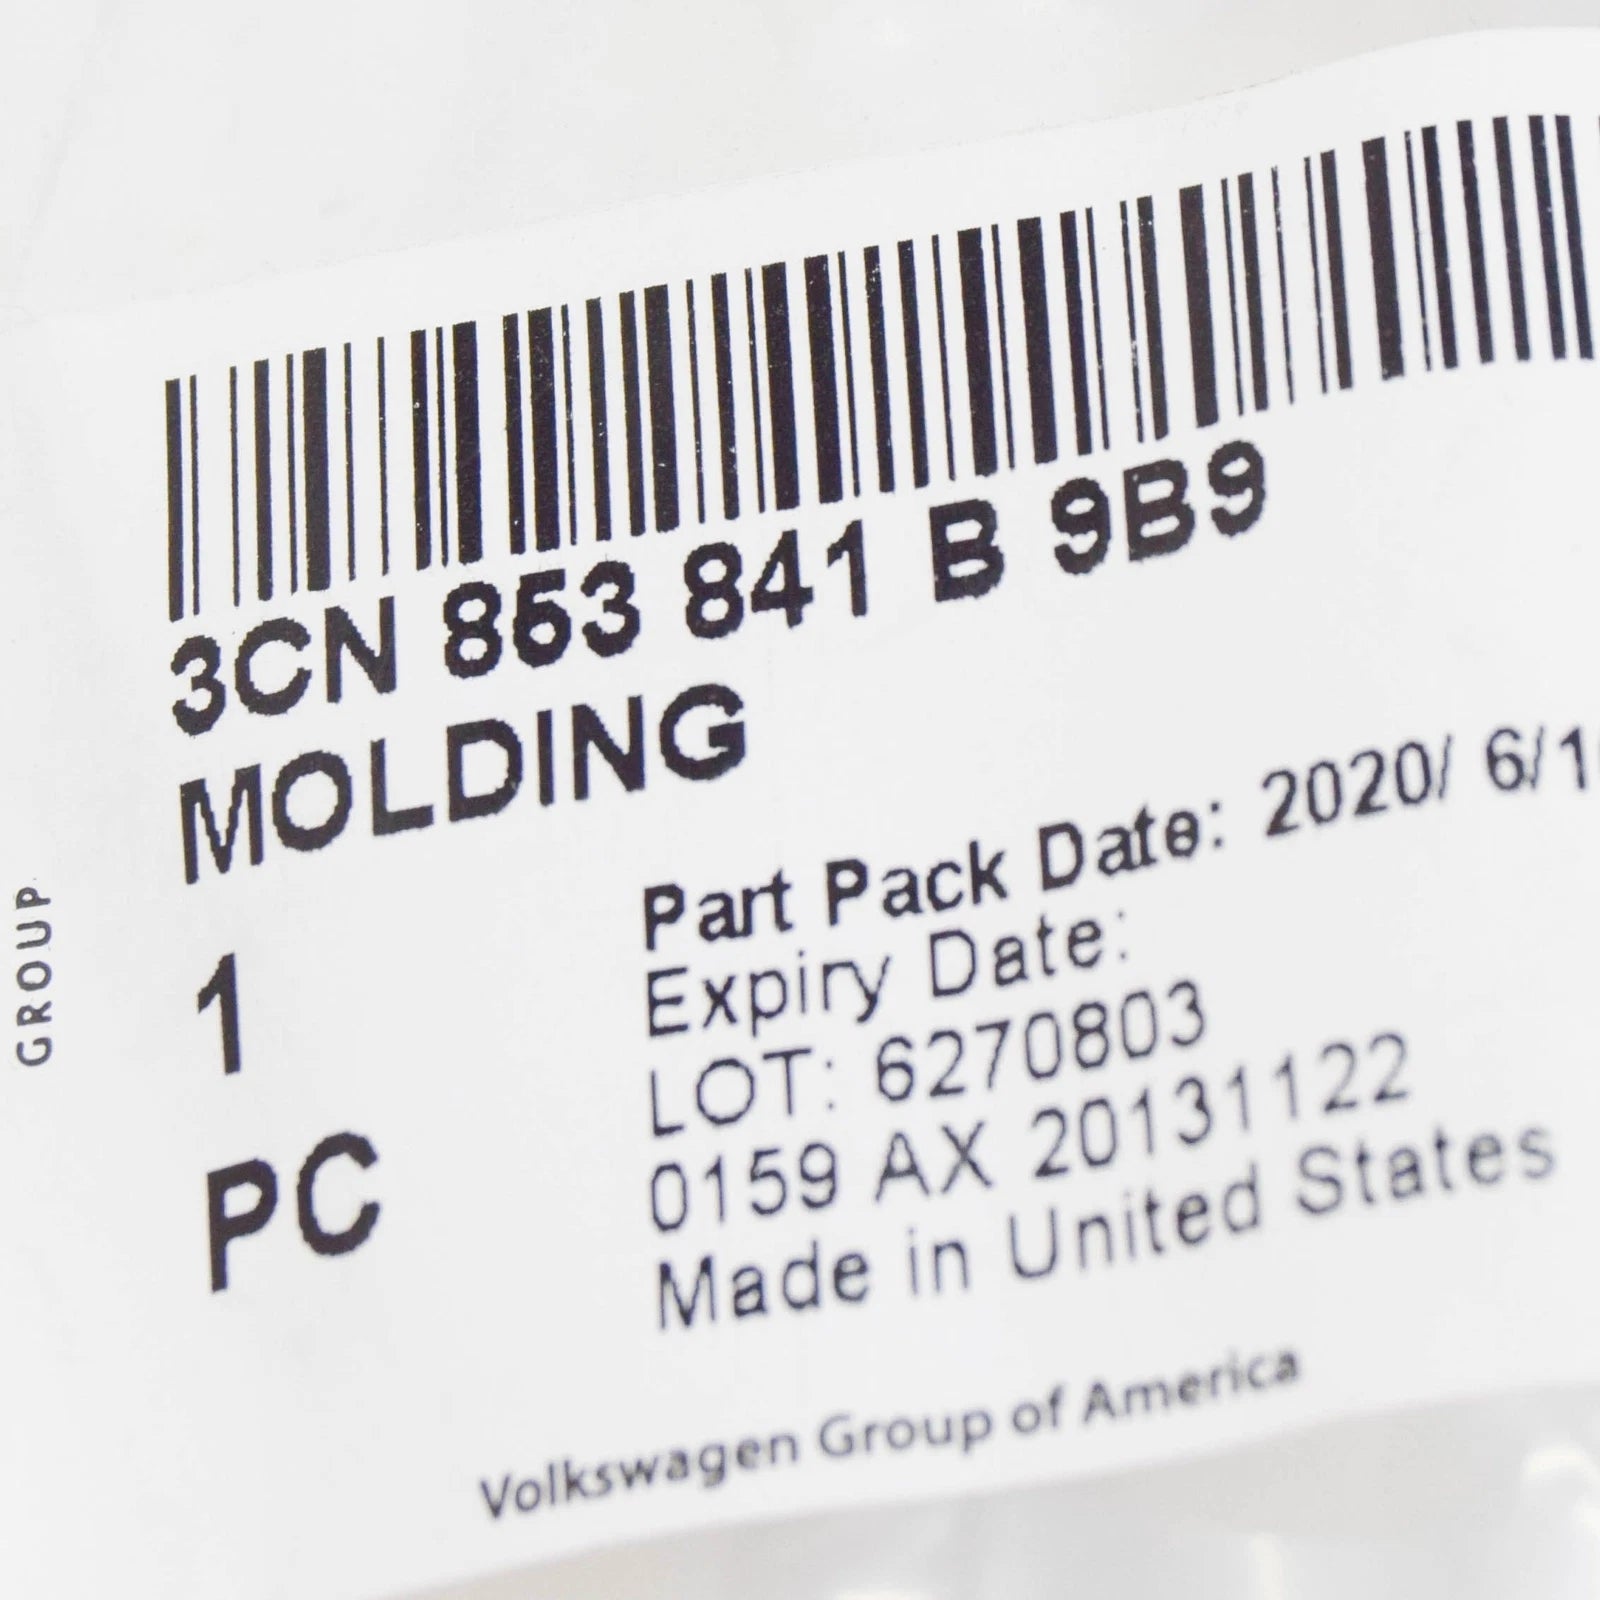 3CN 853 841 B 9B9
MOLDING
1
PC
Part Pack Date: 2020/ 6/1
Expiry Date:
LOT: 6270803
0159 AX 20131122
Made in United States
Volkswagen Group of America
GROUP